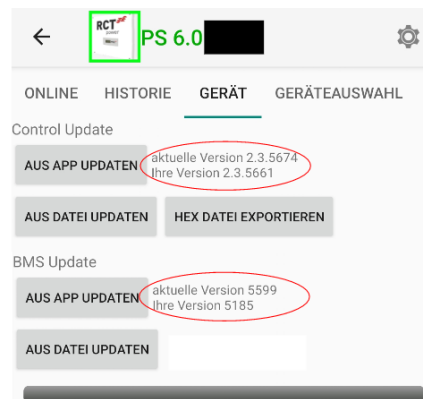 RCT
PS 6.0
ONLINE HISTORIE GERÄT GERÄTEAUSWAHL
Control Update
AUS APP UPDATEN aktuelle Version 2.3.5674
Ihre Version 2.3.5661
AUS DATEI UPDATEN HEX DATEI EXPORTIEREN
BMS Update
AUS APP UPDATEN aktuelle Version 5599
Ihre Version 5185
AUS DATEI UPDATEN